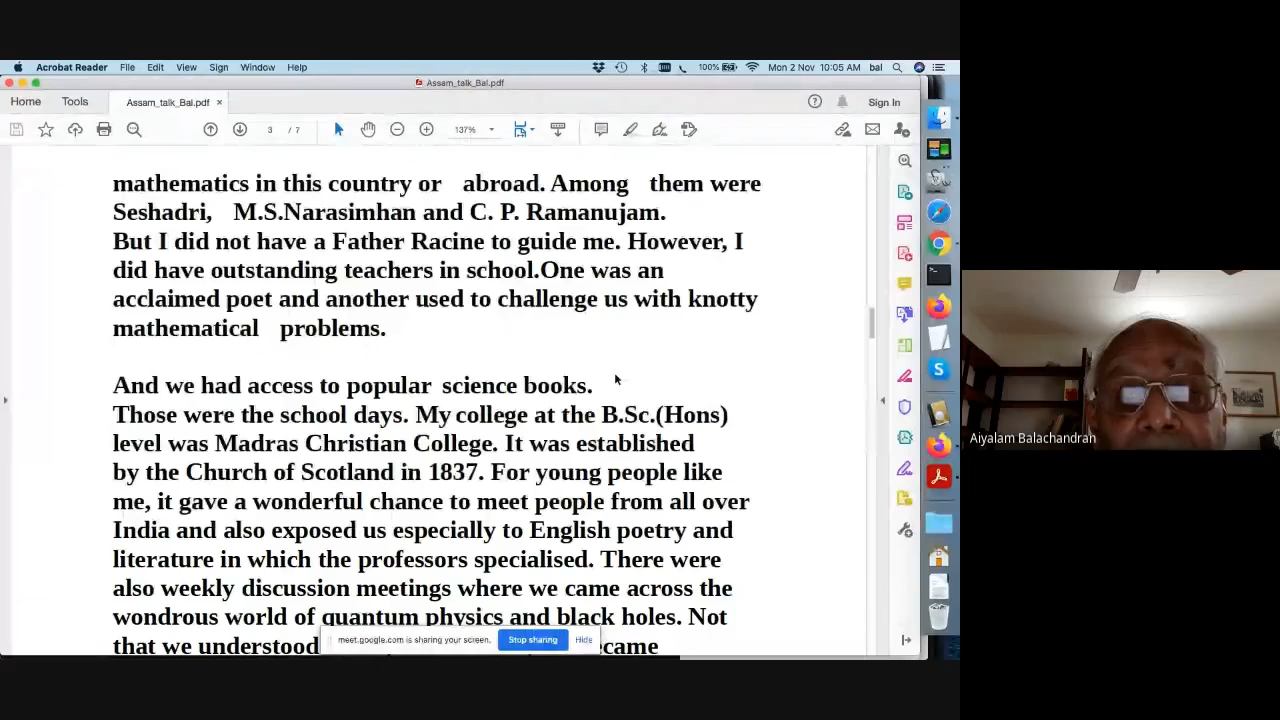 Acrobat Reader File Edit View Sign Window Help 100% Mon 2 Nov 10:05 AM bal
Assam_talk_Bal.pdf
Home Tools Assam_talk_Bal.pdf × Sign In
3 / 7 137%
mathematics in this country or abroad. Among them were
Seshadri, M.S.Narasimhan and C. P. Ramanujam.
But I did not have a Father Racine to guide me. However, I
did have outstanding teachers in school.One was an
acclaimed poet and another used to challenge us with knotty
mathematical problems.
And we had access to popular science books.
Those were the school days. My college at the B.Sc.(Hons)
level was Madras Christian College. It was established
by the Church of Scotland in 1837. For young people like
me, it gave a wonderful chance to meet people from all over
India and also exposed us especially to English poetry and
literature in which the professors specialised. There were
also weekly discussion meetings where we came across the
wondrous world of quantum physics and black holes. Not
that we understood
meet.google.com is sharing your screen. Stop sharing Hide
Aiyalam Balachandran